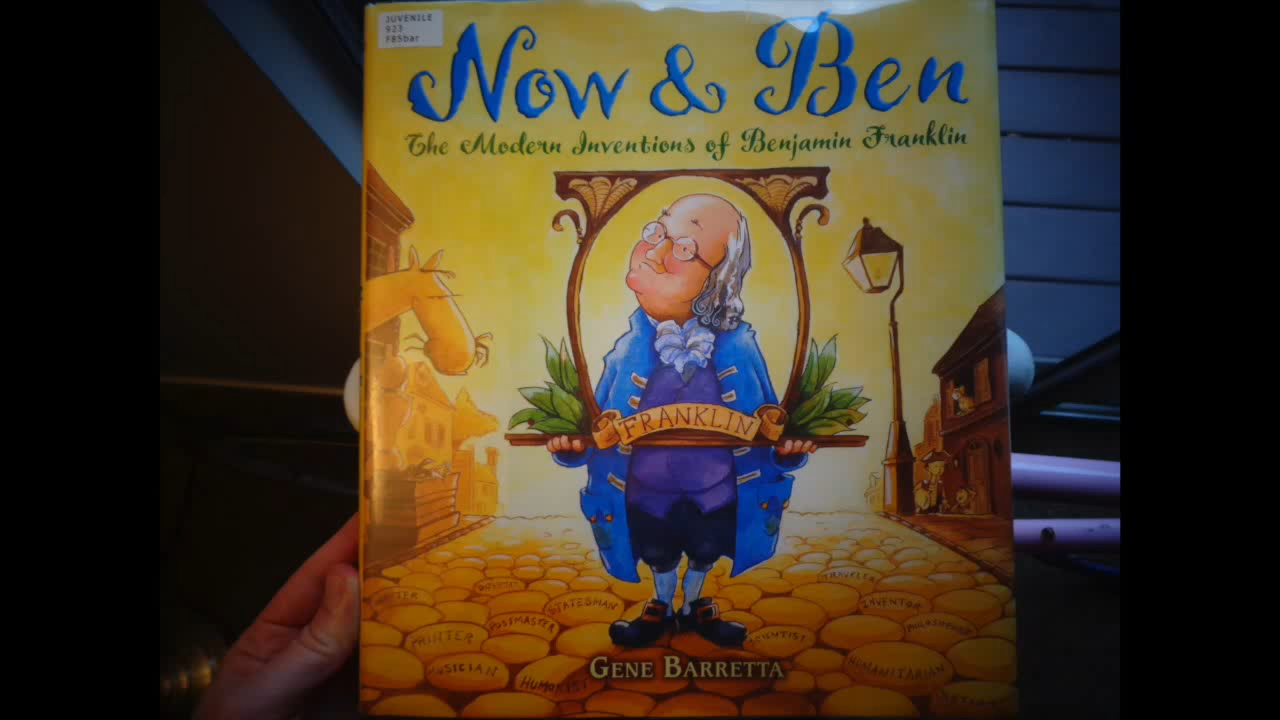 JUVENILE
923
F85bar
Now & Ben
The Modern Inventions of Benjamin Franklin
FRANKLIN
TRAVELER
STATESMAN
INVENTOR
POSTMASTER
PRINTER
SCIENTIST
PHILOSOPHER
MUSICIAN
HUMORIST
HUMANITARIAN
GENE BARRETTA